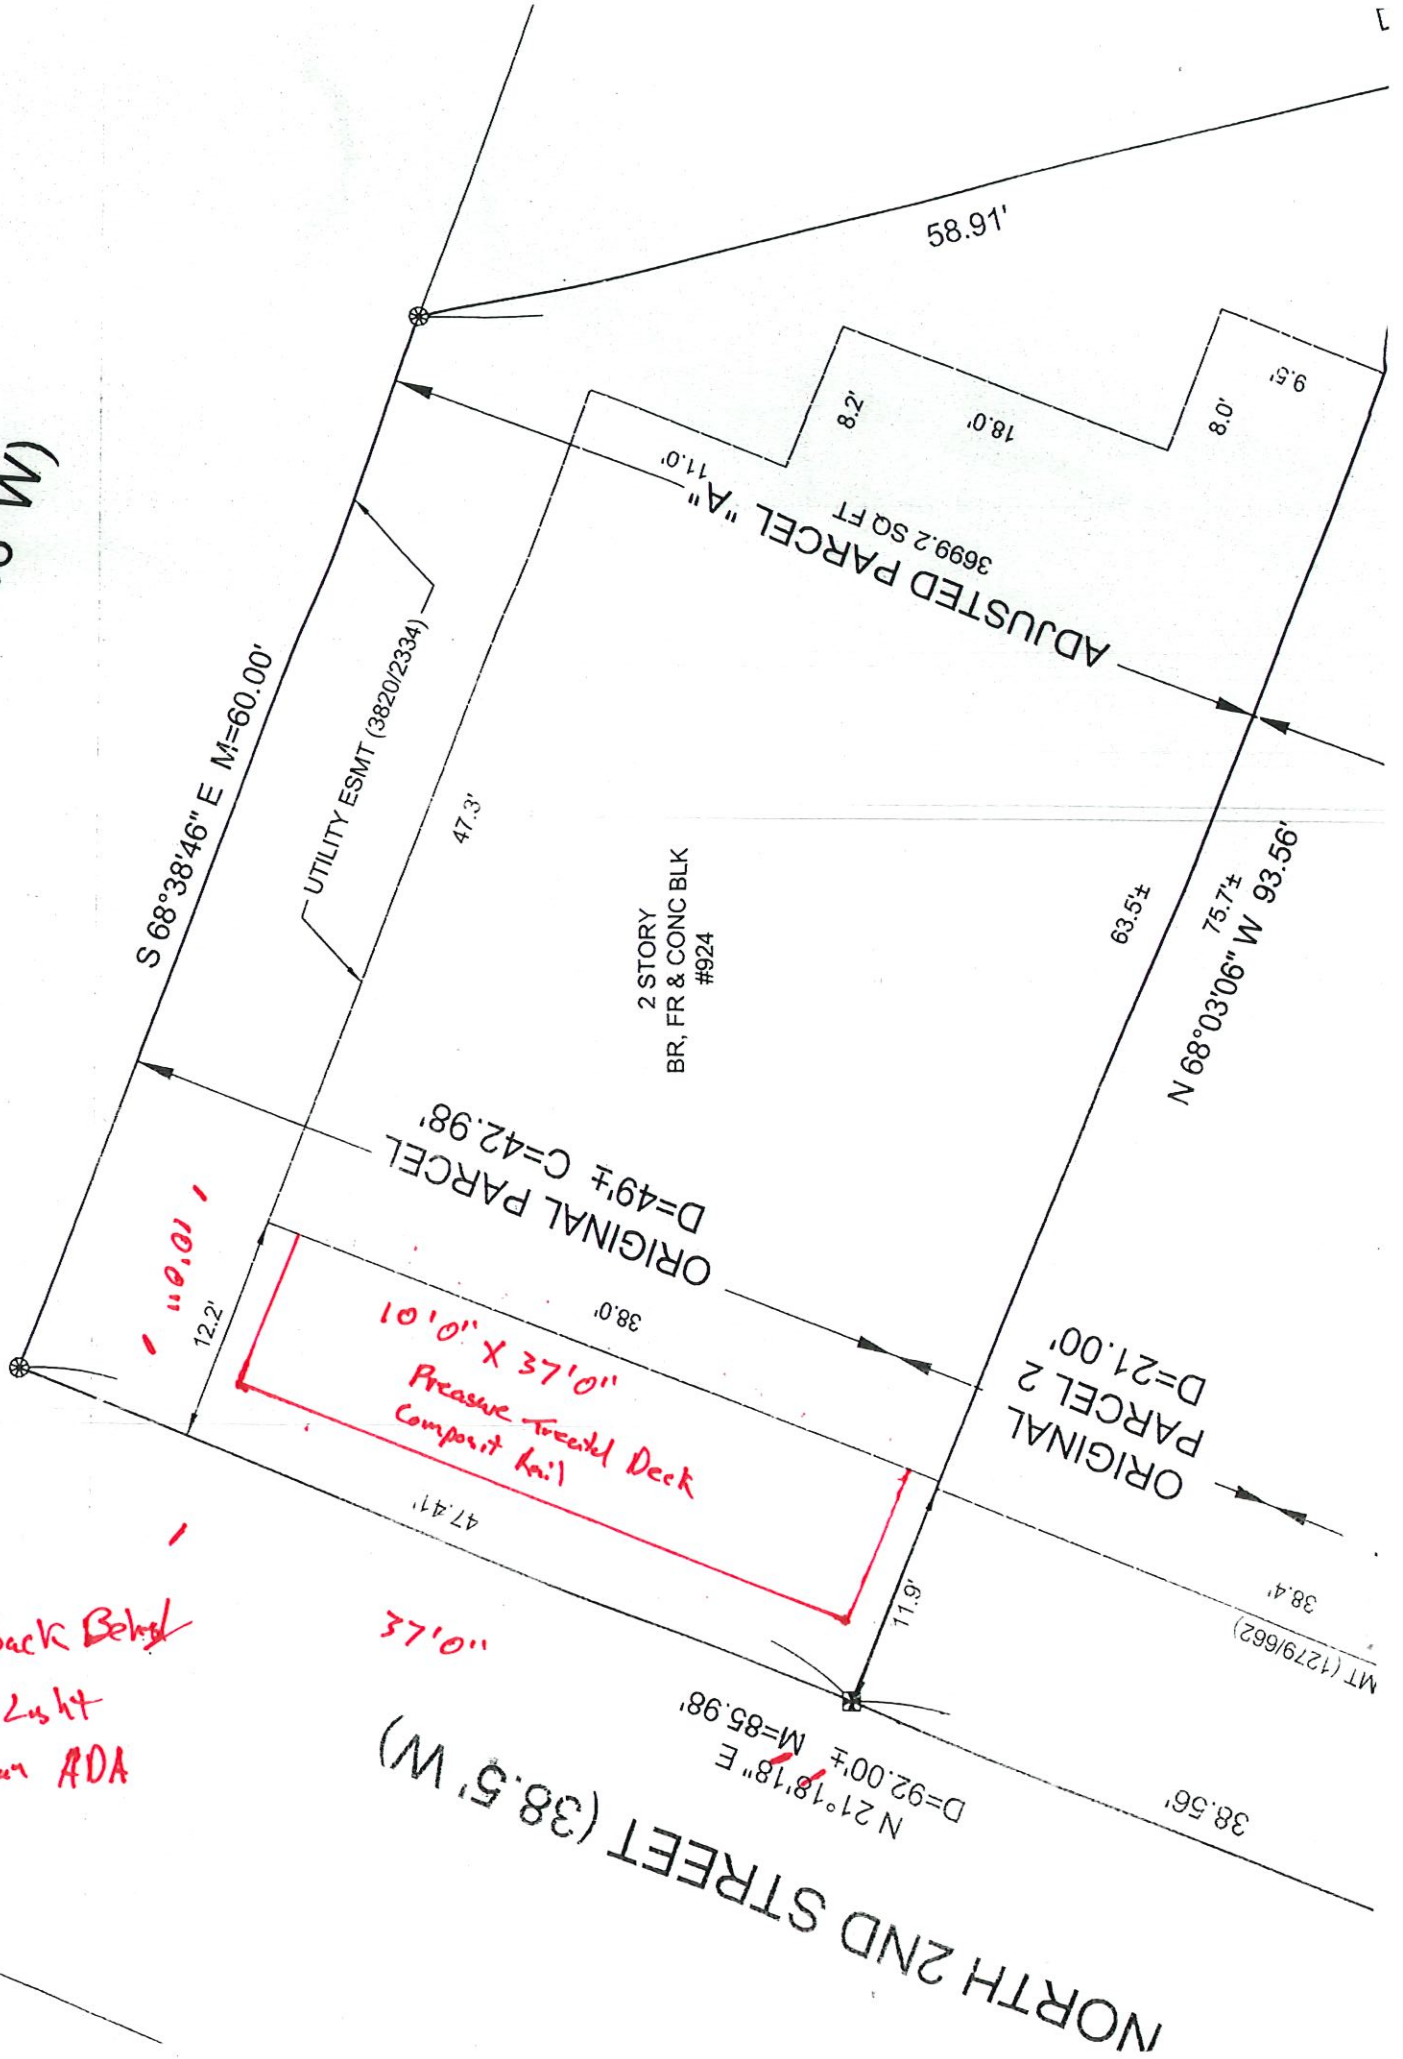 W)
58.91'
S 68°38'46" E M=60.00'
UTILITY ESMT (3820/2334)
47.3'
11.0'
8.2'
18.0'
8.0'
9.5'
ADJUSTED PARCEL "A"
3699.2 SQ FT
2 STORY
BR, FR & CONC BLK
#924
63.5'±
75.7'±
N 68°03'06" W 93.56'
ORIGINAL PARCEL
D=49'± C=42.98'
10'0"
12.2'
38.0'
10'0" X 37'0"
Treated Deck
Composit Rail
47.41'
37'0"
11.9'
ORIGINAL
PARCEL 2
D=21.00'
38.4'
MT (1279/662)
N 21°18'18" E
D=92.00'± M=85.98'
38.56'
NORTH 2ND STREET (38.5' W)
ADA